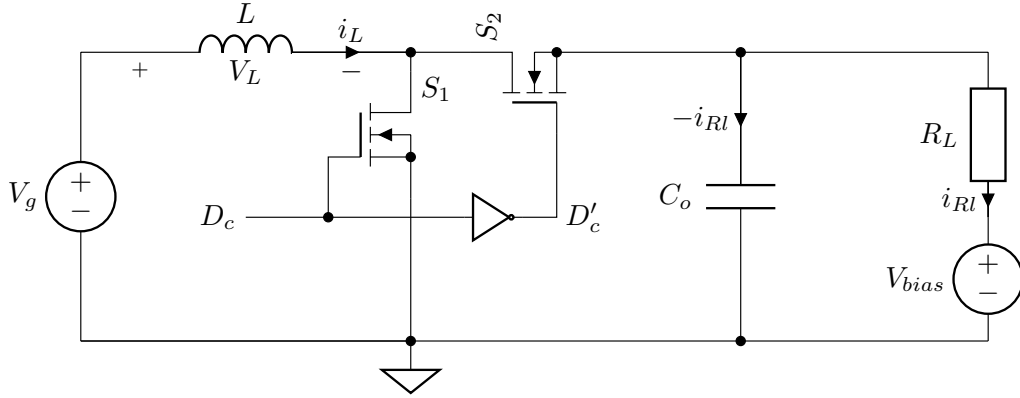 L
i_L
S_2
+
V_L
−
S_1
−i_{Rl}
R_L
V_g
+
−
C_o
D_c
D'_c
i_{Rl}
V_{bias}
+
−